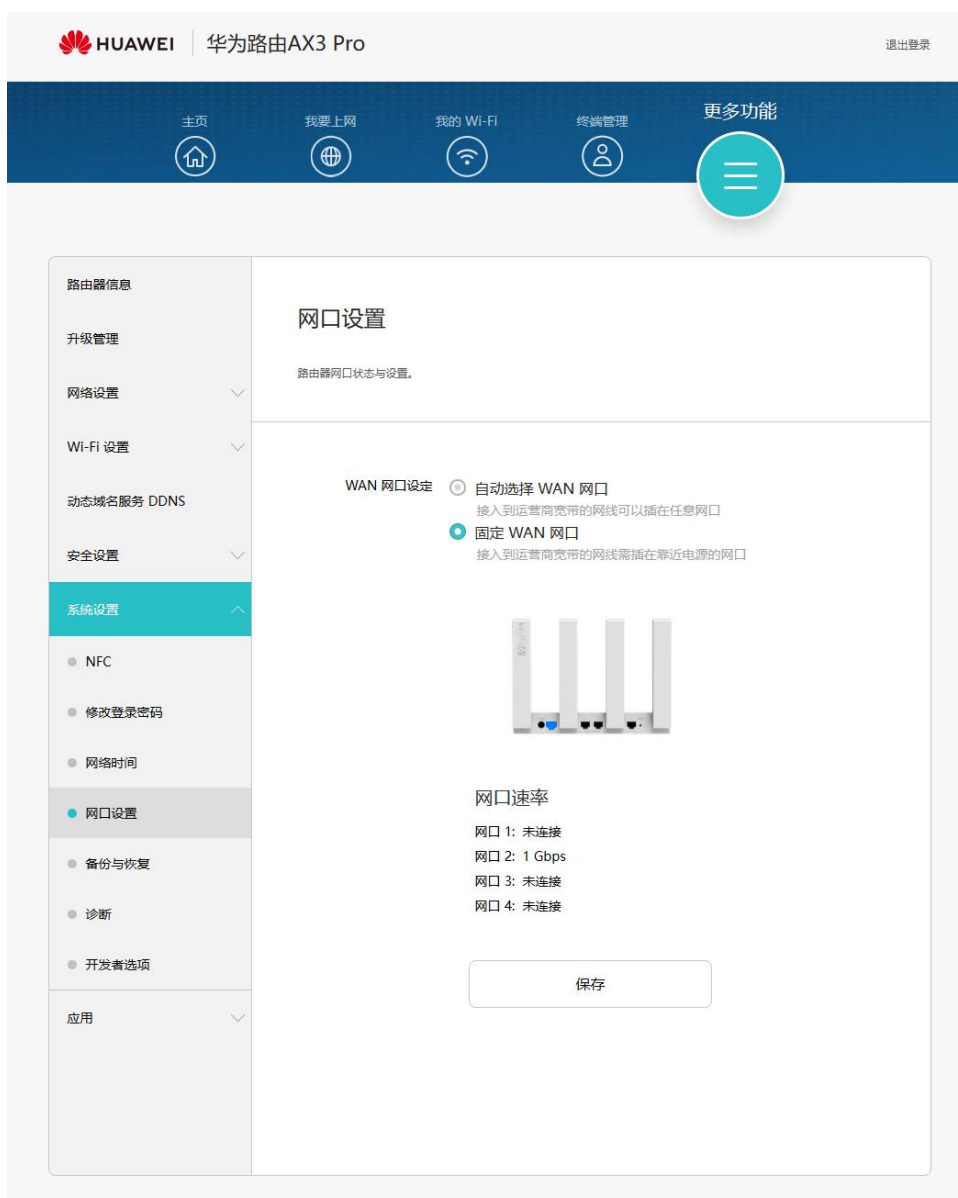 HUAWEI 华为路由AX3 Pro
退出登录
主页
我要上网
我的 Wi-Fi
终端管理
更多功能
路由器信息
升级管理
网络设置
Wi-Fi 设置
动态域名服务 DDNS
安全设置
系统设置
NFC
修改登录密码
网络时间
网口设置
备份与恢复
诊断
开发者选项
应用
网口设置
路由器网口状态与设置。
WAN 网口设定
自动选择 WAN 网口
接入到运营商宽带的网线可以插在任意网口
固定 WAN 网口
接入到运营商宽带的网线需插在靠近电源的网口
网口速率
网口 1: 未连接
网口 2: 1 Gbps
网口 3: 未连接
网口 4: 未连接
保存